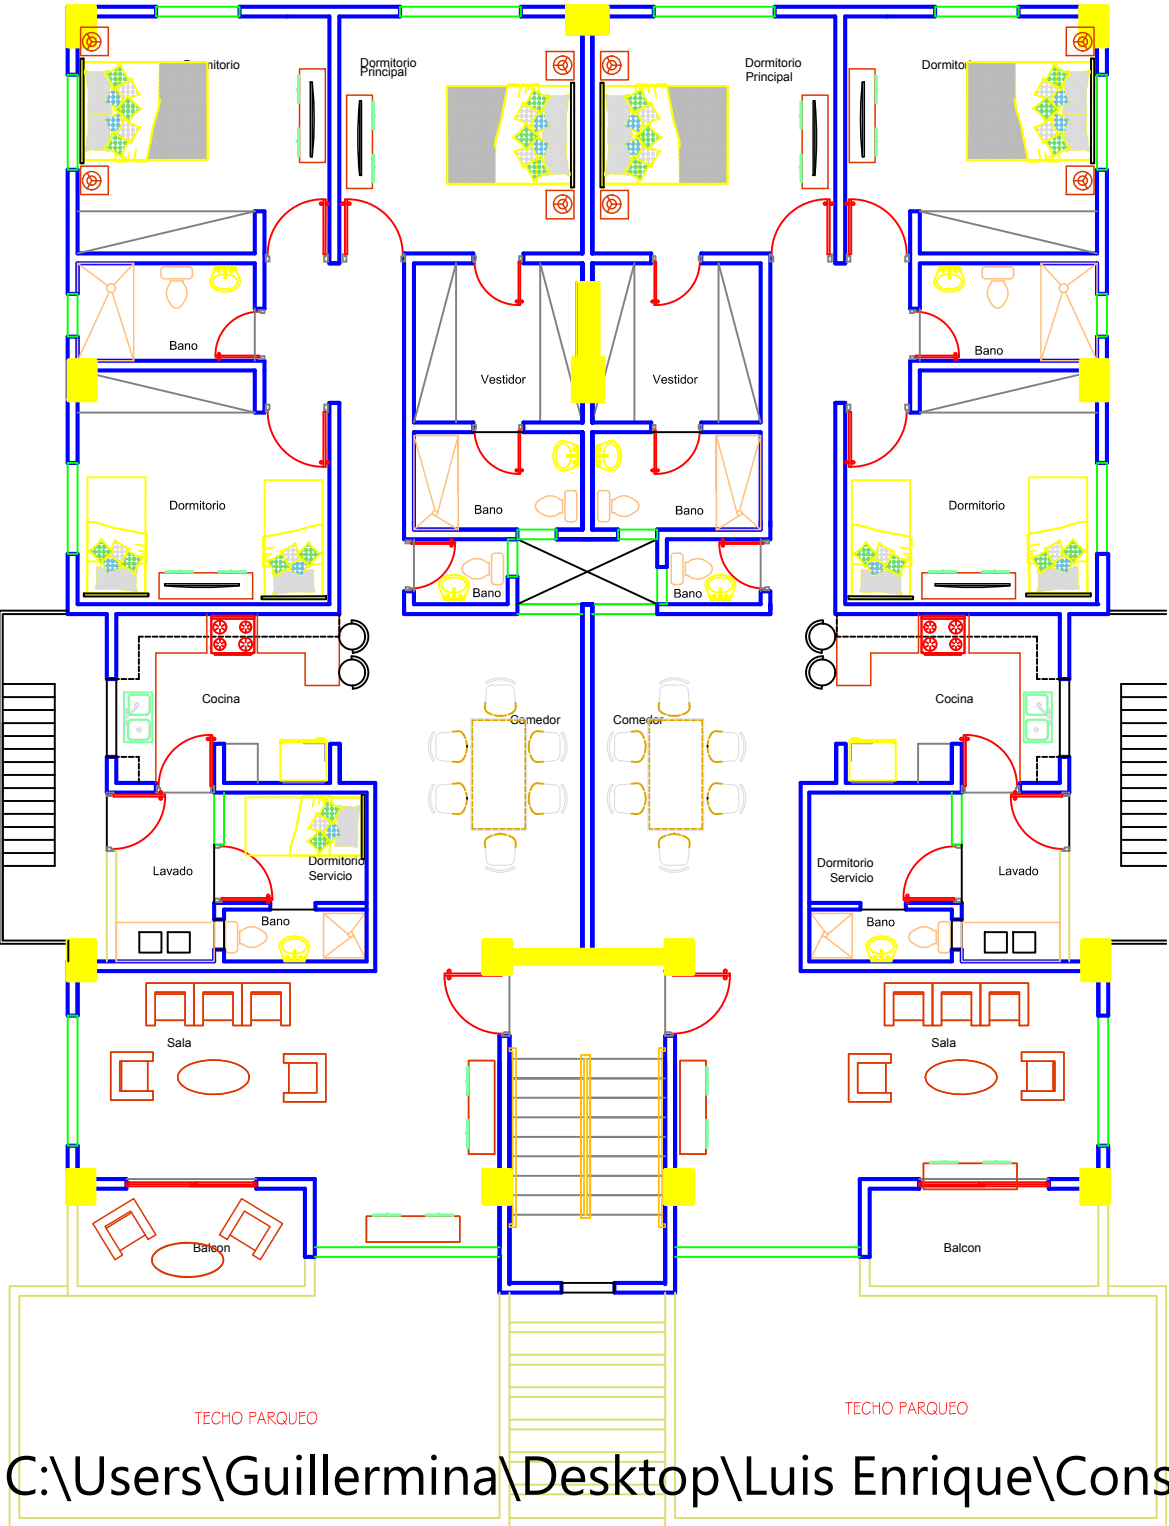 Dormitorio
Dormitorio
Principal
Dormitorio
Principal
Dormitorio
Bano
Bano
Vestidor
Vestidor
Dormitorio
Bano
Bano
Dormitorio
Bano
Bano
Cocina
Comedor
Comedor
Cocina
Lavado
Dormitorio
Servicio
Dormitorio
Servicio
Lavado
Bano
Bano
Sala
Sala
Balcon
Balcon
TECHO PARQUEO
TECHO PARQUEO
C:\Users\Guillermina\Desktop\Luis Enrique\Cons